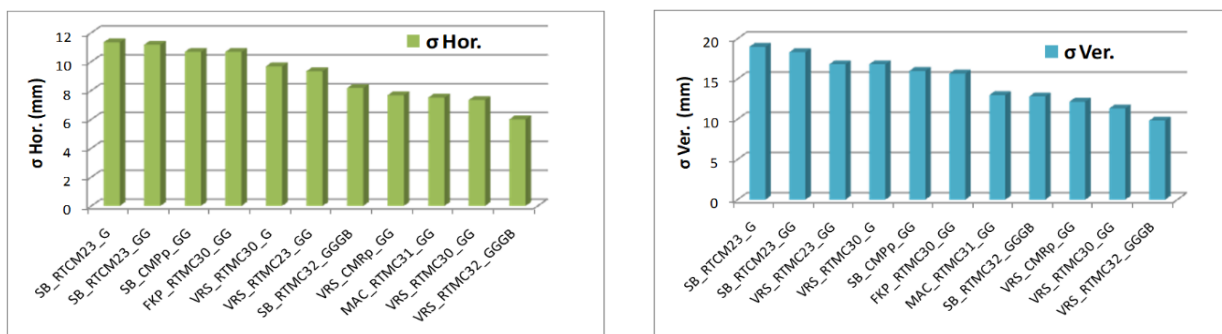 σ Hor.
σ Hor. (mm)
12
10
8
6
4
2
0
SB_RTCM23_G
SB_RTCM23_GG
SB_CMPp_GG
FKP_RTMC30_GG
VRS_RTMC30_G
VRS_RTMC23_GG
SB_RTMC32_GGGB
VRS_CMRp_GG
MAC_RTMC31_GG
VRS_RTMC30_GG
VRS_RTMC32_GGGB
σ Ver.
σ Ver. (mm)
20
15
10
5
0
SB_RTCM23_G
SB_RTCM23_GG
VRS_RTMC23_GG
VRS_RTMC30_G
SB_CMPp_GG
FKP_RTMC30_GG
MAC_RTMC31_GG
SB_RTMC32_GGGB
VRS_CMRp_GG
VRS_RTMC30_GG
VRS_RTMC32_GGGB